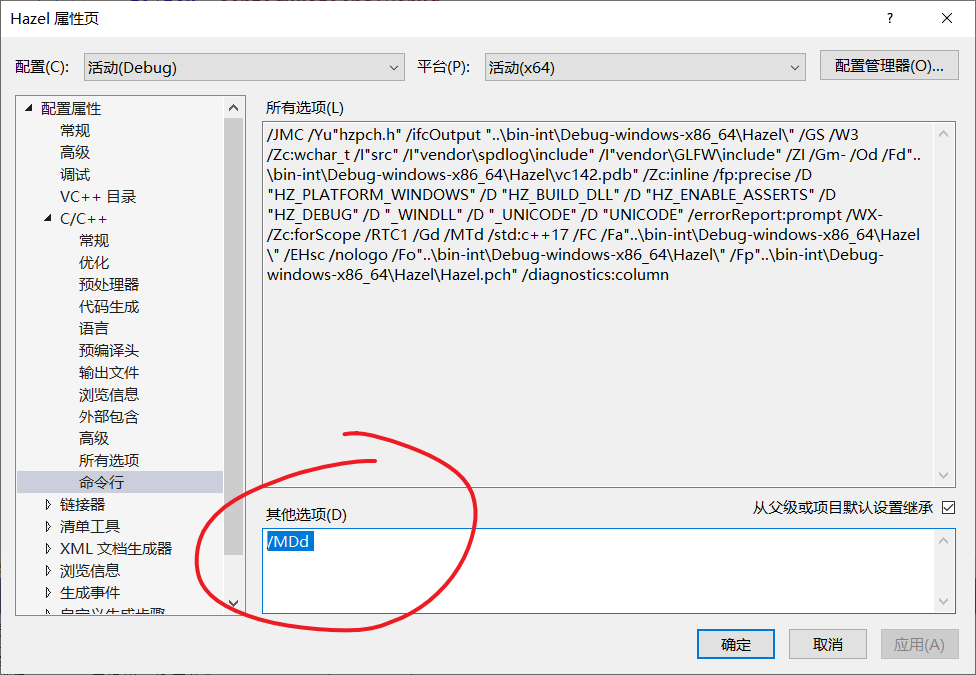 Hazel 属性页
?
配置(C):
活动(Debug)
平台(P):
活动(x64)
配置管理器(O)...
配置属性
常规
高级
调试
VC++ 目录
C/C++
常规
优化
预处理器
代码生成
语言
预编译头
输出文件
浏览信息
外部包含
高级
所有选项
命令行
链接器
清单工具
XML 文档生成器
浏览信息
生成事件
自定义生成步骤
所有选项(L)
/JMC /Yu"hzpch.h" /ifcOutput "..\bin-int\Debug-windows-x86_64\Hazel\" /GS /W3
/Zc:wchar_t /I"src" /I"vendor\spdlog\include" /I"vendor\GLFW\include" /ZI /Gm- /Od /Fd"..
\bin-int\Debug-windows-x86_64\Hazel\vc142.pdb" /Zc:inline /fp:precise /D
"HZ_PLATFORM_WINDOWS" /D "HZ_BUILD_DLL" /D "HZ_ENABLE_ASSERTS" /D
"HZ_DEBUG" /D "_WINDLL" /D "_UNICODE" /D "UNICODE" /errorReport:prompt /WX-
/Zc:forScope /RTC1 /Gd /MTd /std:c++17 /FC /Fa"..\bin-int\Debug-windows-x86_64\Hazel
\" /EHsc /nologo /Fo"..\bin-int\Debug-windows-x86_64\Hazel\" /Fp"..\bin-int\Debug-
windows-x86_64\Hazel\Hazel.pch" /diagnostics:column
其他选项(D)
从父级或项目默认设置继承
/MDd
确定
取消
应用(A)